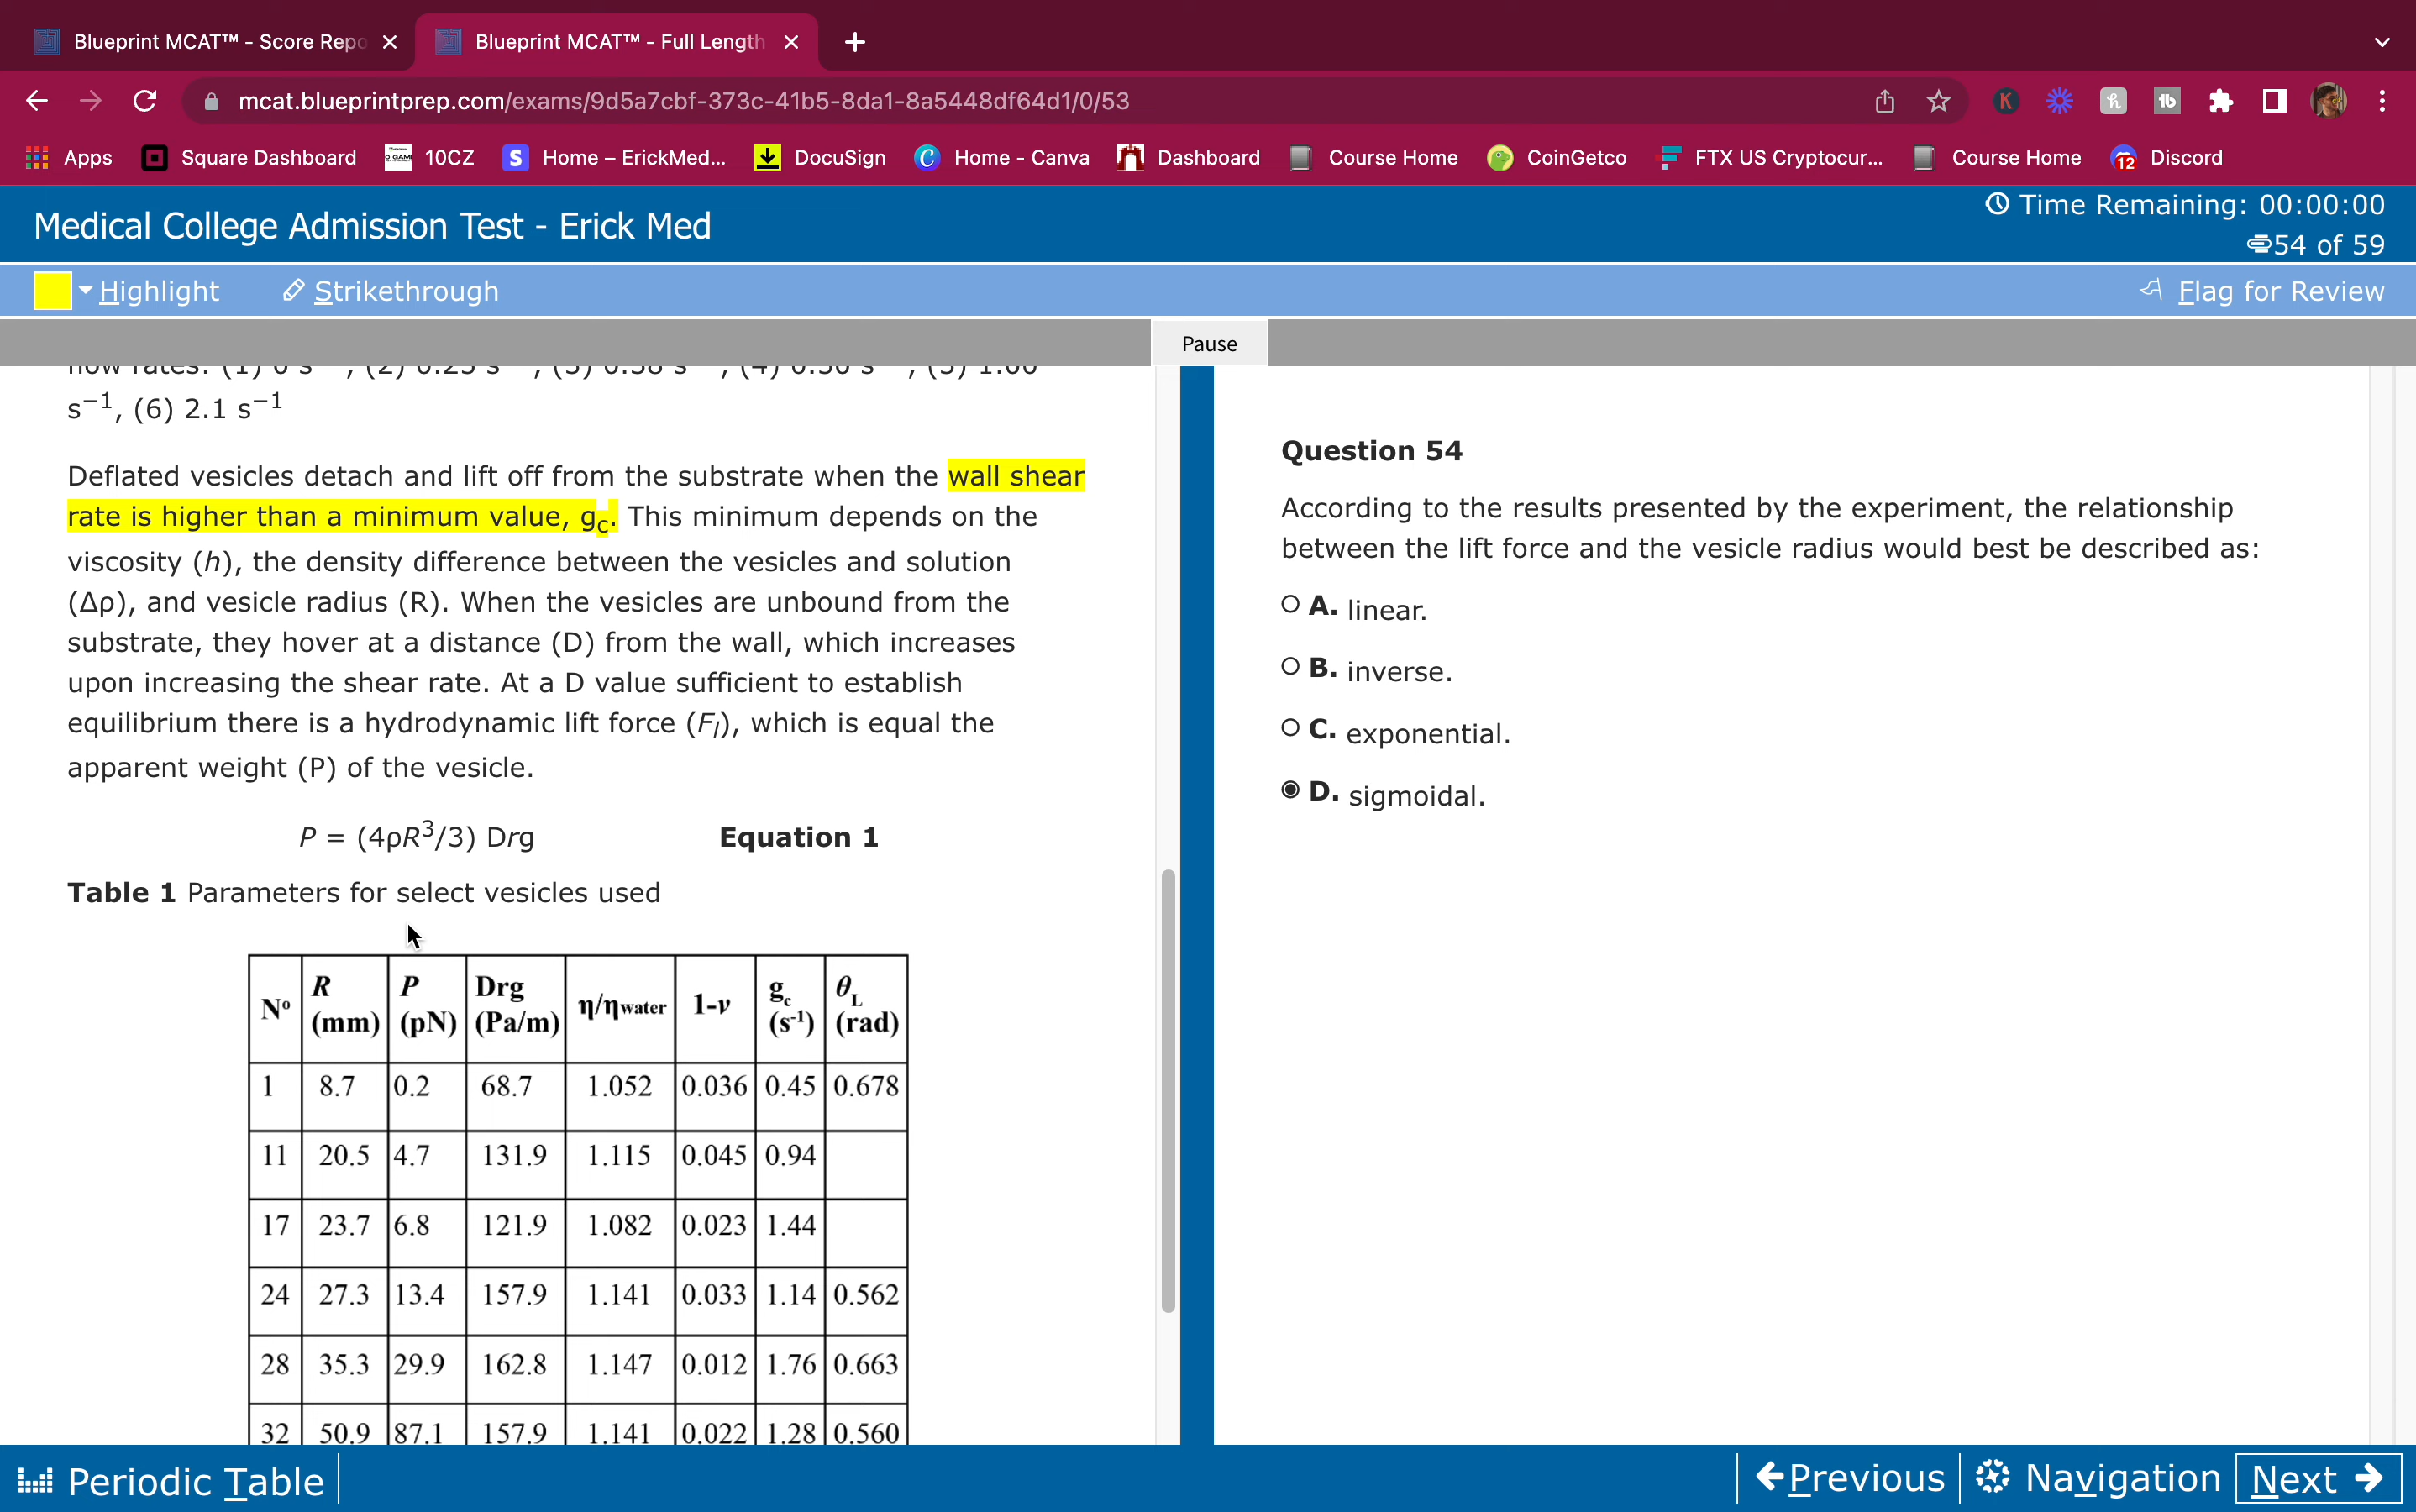 Blueprint MCAT™ - Score Repo
Blueprint MCAT™ - Full Length
mcat.blueprintprep.com/exams/9d5a7cbf-373c-41b5-8da1-8a5448df64d1/0/53
Apps
Square Dashboard
10CZ
Home – ErickMed...
DocuSign
Home - Canva
Dashboard
Course Home
CoinGetco
FTX US Cryptocur...
Course Home
12
Discord
Medical College Admission Test - Erick Med
Time Remaining: 00:00:00
54 of 59
Highlight
Strikethrough
Flag for Review
Pause
s⁻¹, (6) 2.1 s⁻¹
Deflated vesicles detach and lift off from the substrate when the wall shear
rate is higher than a minimum value, gc. This minimum depends on the
viscosity (h), the density difference between the vesicles and solution
(Δρ), and vesicle radius (R). When the vesicles are unbound from the
substrate, they hover at a distance (D) from the wall, which increases
upon increasing the shear rate. At a D value sufficient to establish
equilibrium there is a hydrodynamic lift force (Fl), which is equal the
apparent weight (P) of the vesicle.
P = (4ρR³/3) Drg Equation 1
Table 1 Parameters for select vesicles used
Nº R (mm) P (pN) Drg (Pa/m) η/ηwater 1-v gc (s⁻¹) θL (rad)
1 8.7 0.2 68.7 1.052 0.036 0.45 0.678
11 20.5 4.7 131.9 1.115 0.045 0.94
17 23.7 6.8 121.9 1.082 0.023 1.44
24 27.3 13.4 157.9 1.141 0.033 1.14 0.562
28 35.3 29.9 162.8 1.147 0.012 1.76 0.663
32 50.9 87.1 157.9 1.141 0.022 1.28 0.560
Question 54
According to the results presented by the experiment, the relationship
between the lift force and the vesicle radius would best be described as:
A. linear.
B. inverse.
C. exponential.
D. sigmoidal.
Periodic Table
Previous
Navigation
Next